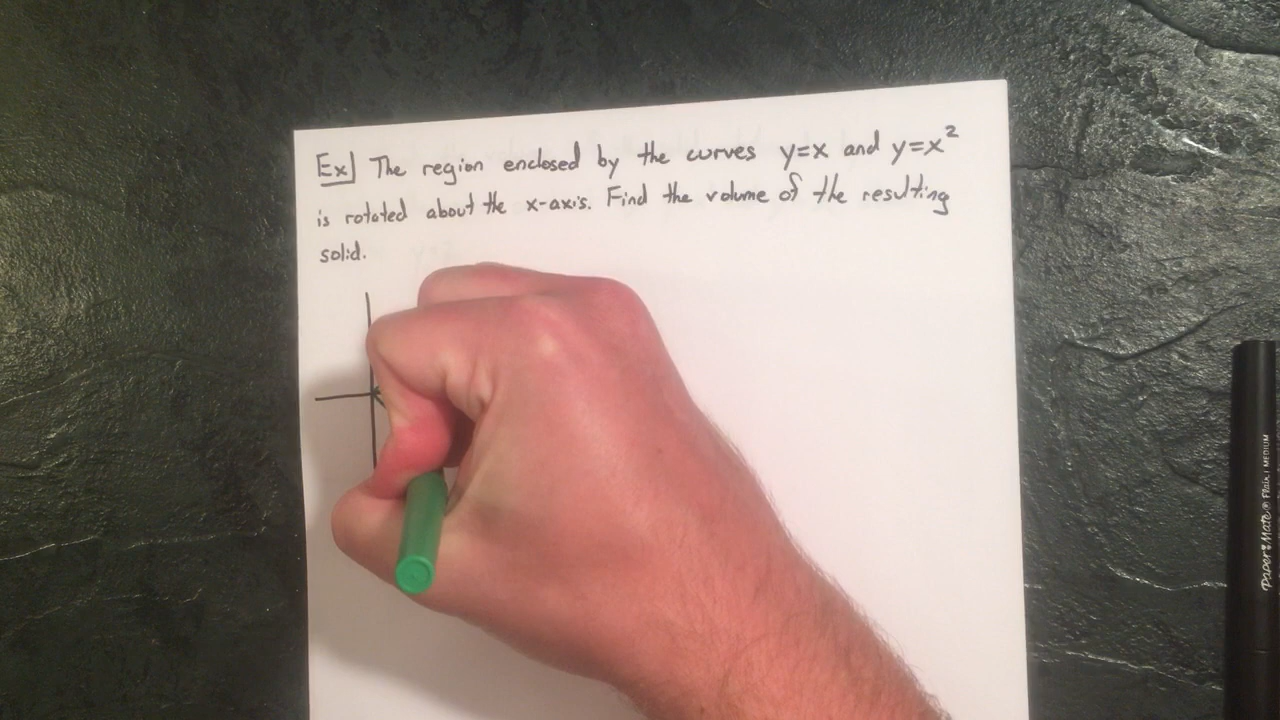 Ex] The region enclosed by the curves y=x and y=x²
is rotated about the x-axis. Find the volume of the resulting
solid.
Paper Mate® Flair | MEDIUM